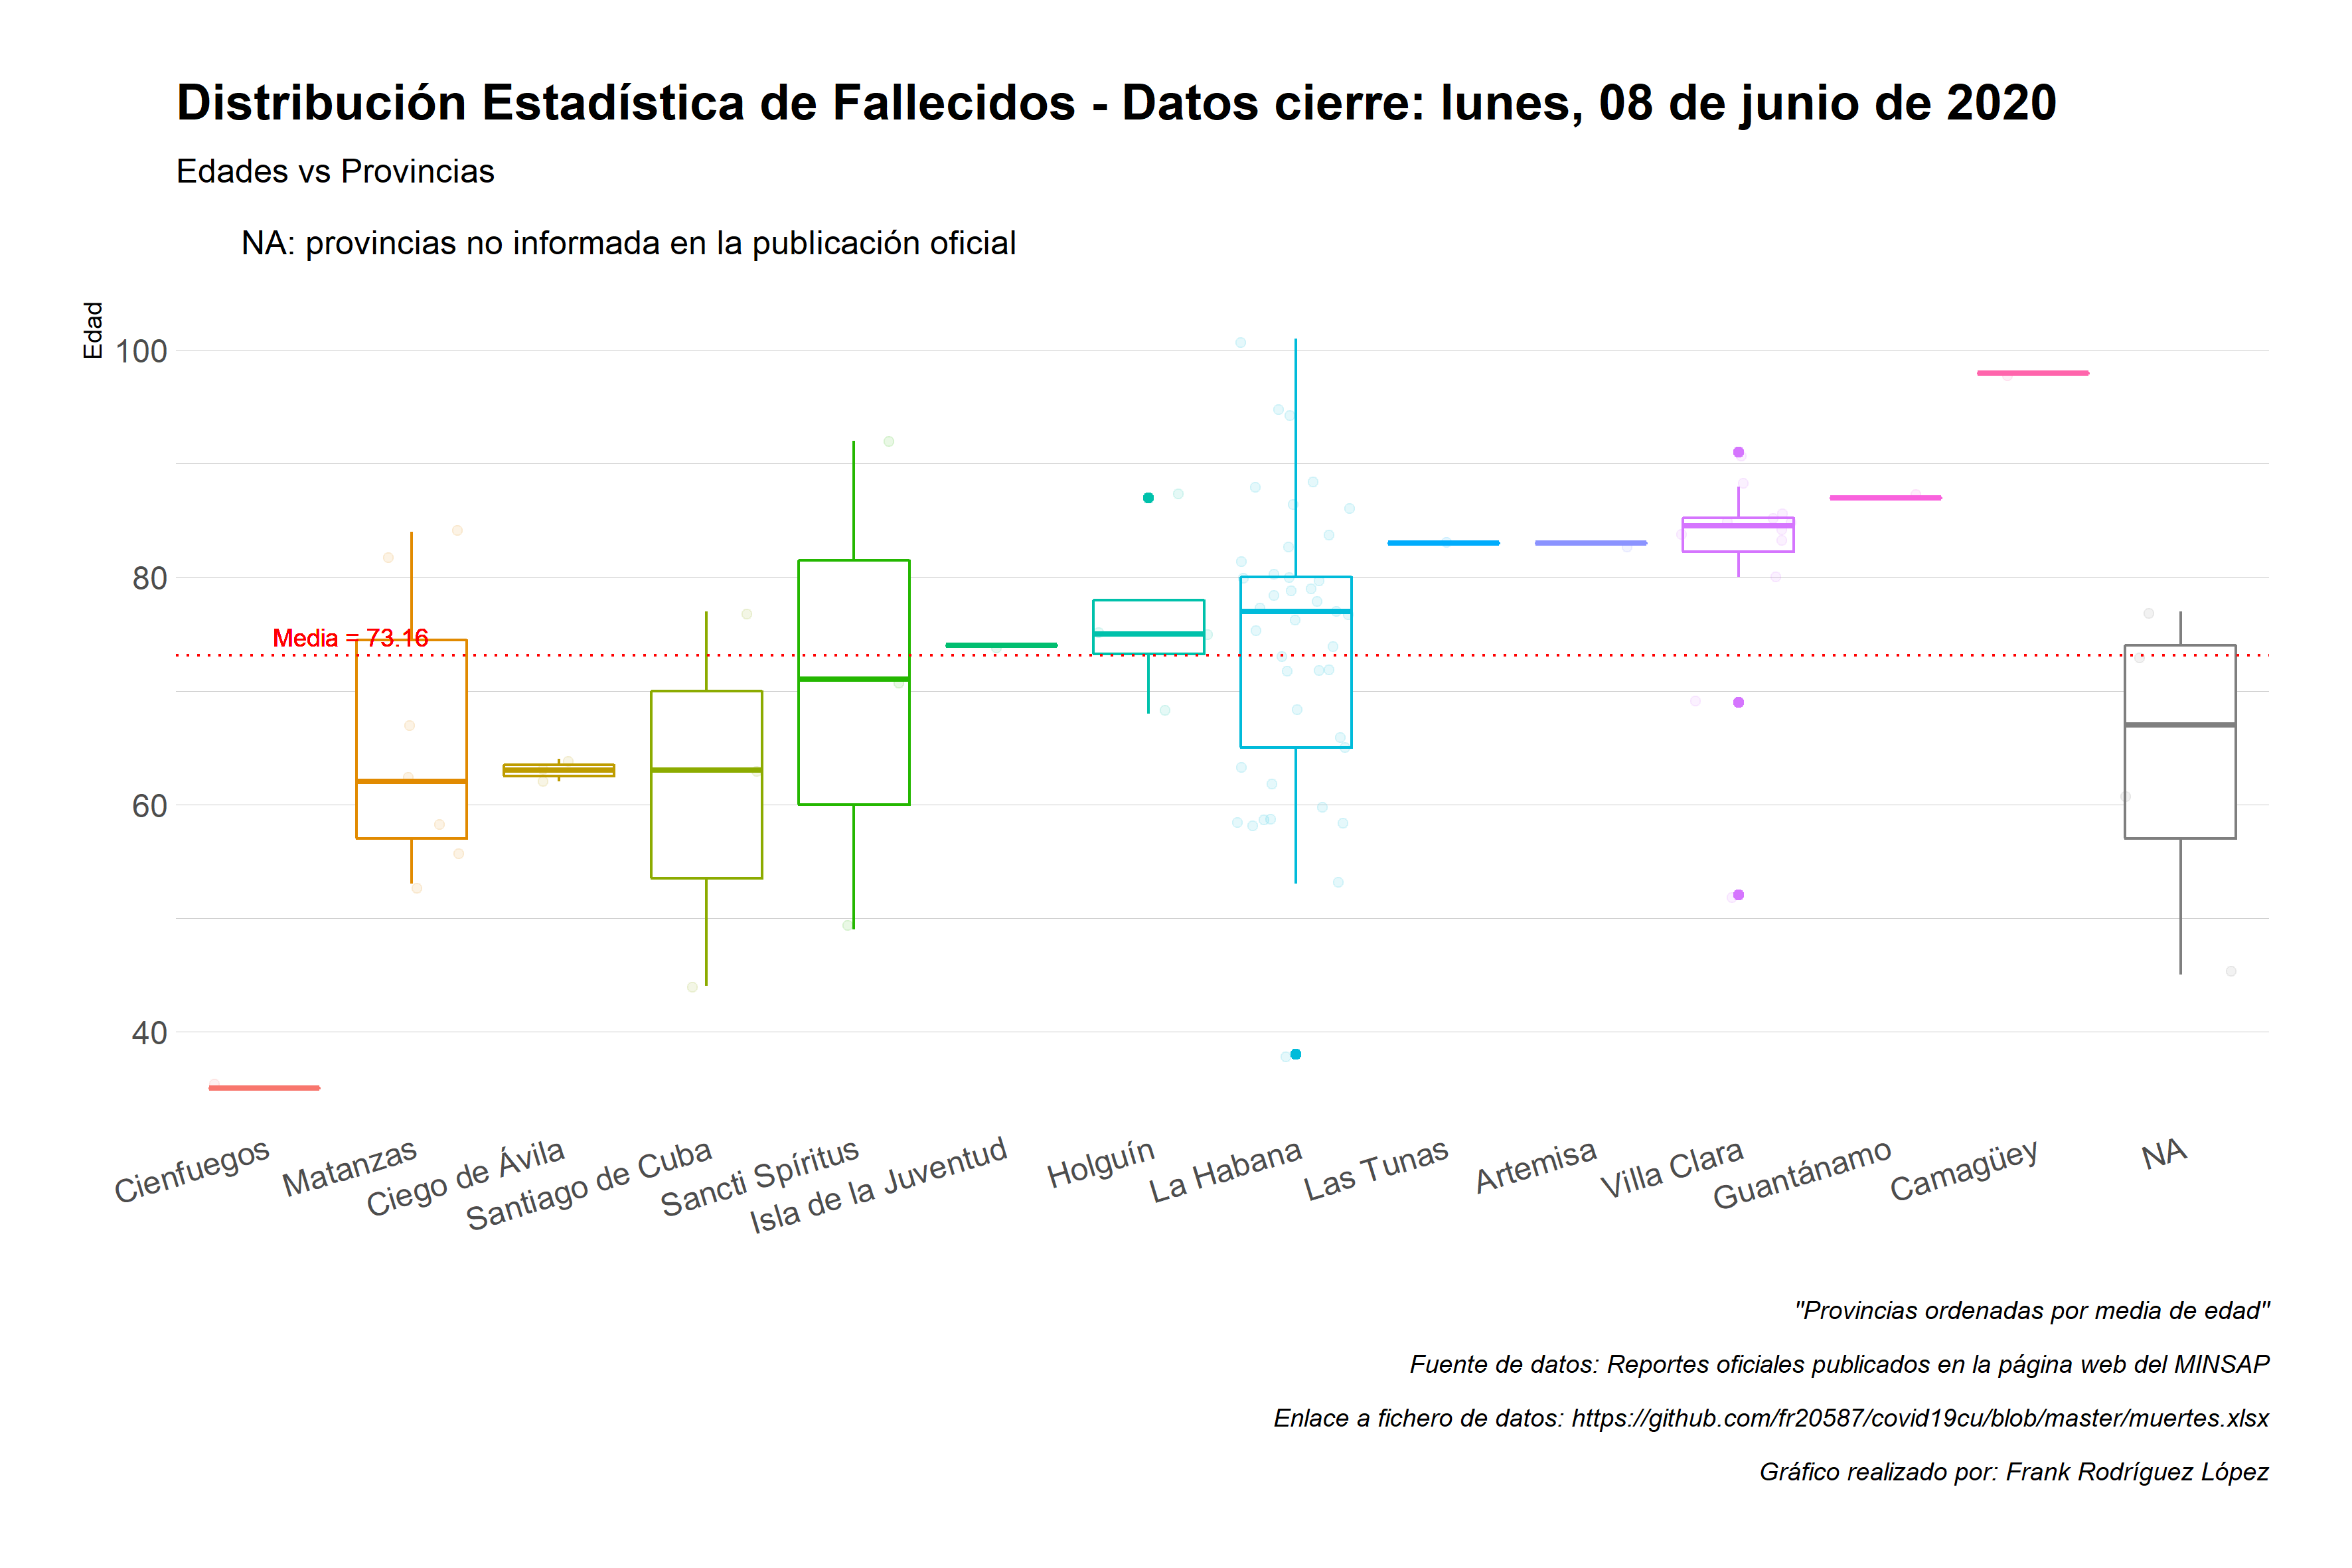 Distribución Estadística de Fallecidos - Datos cierre: lunes, 08 de junio de 2020
Edades vs Provincias
NA: provincias no informada en la publicación oficial
Edad
100
80
60
40
Media = 73.16
Cienfuegos
Matanzas
Ciego de Ávila
Santiago de Cuba
Sancti Spíritus
Isla de la Juventud
Holguín
La Habana
Las Tunas
Artemisa
Villa Clara
Guantánamo
Camagüey
NA
"Provincias ordenadas por media de edad"
Fuente de datos: Reportes oficiales publicados en la página web del MINSAP
Enlace a fichero de datos: https://github.com/fr20587/covid19cu/blob/master/muertes.xlsx
Gráfico realizado por: Frank Rodríguez López